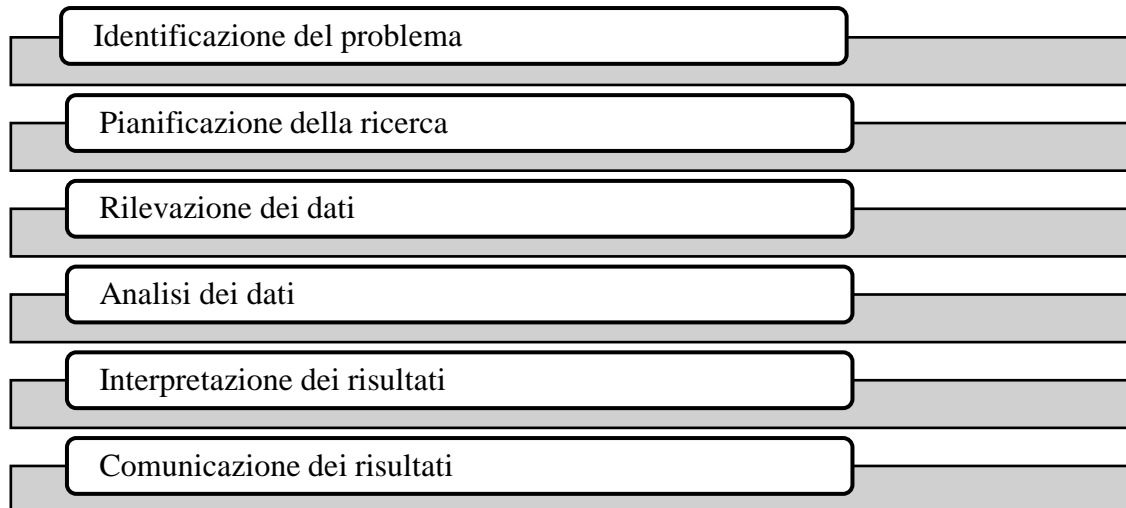 Identificazione del problema
Pianificazione della ricerca
Rilevazione dei dati
Analisi dei dati
Interpretazione dei risultati
Comunicazione dei risultati